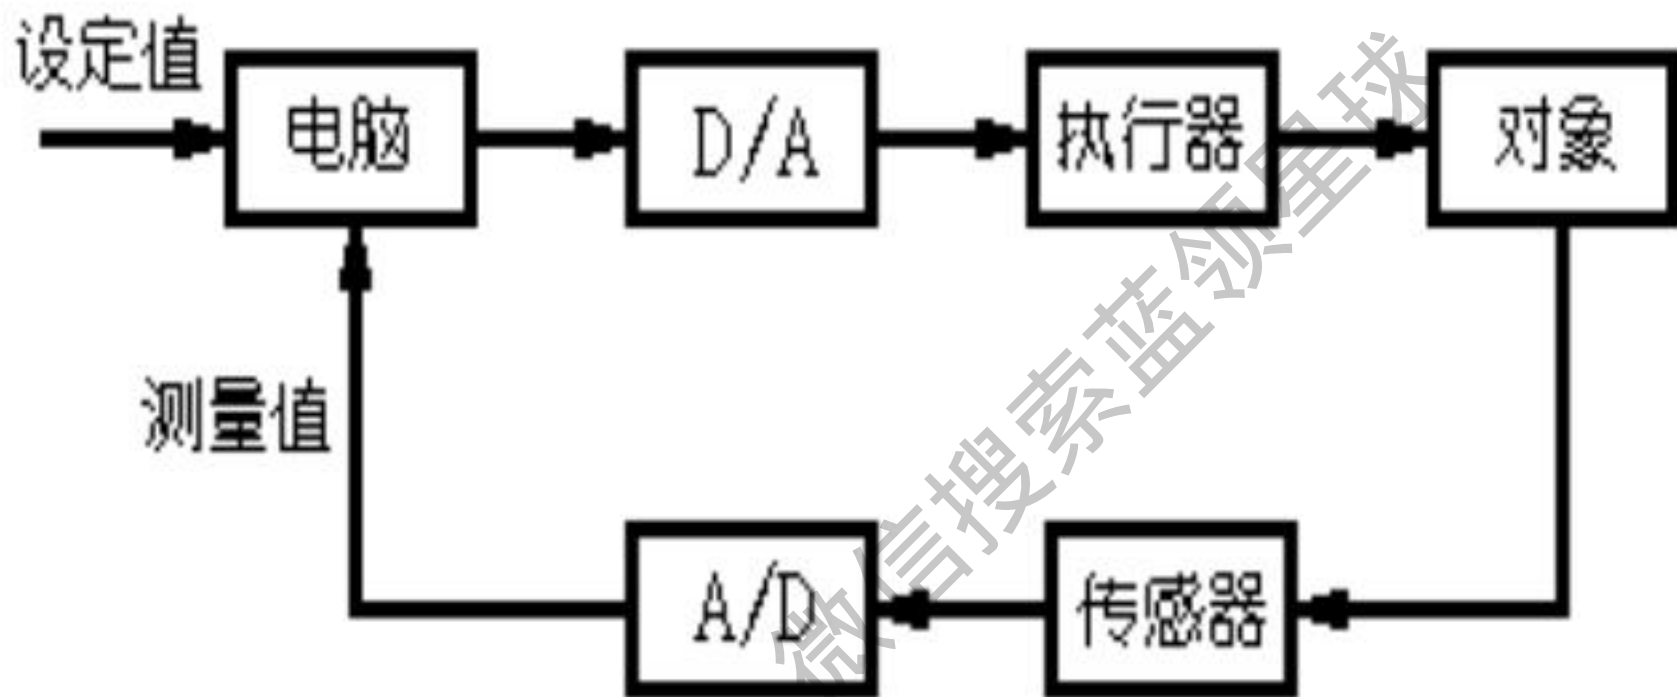 设定值
电脑
D/A
执行器
对象
测量值
A/D
传感器
微信搜索蓝领星球